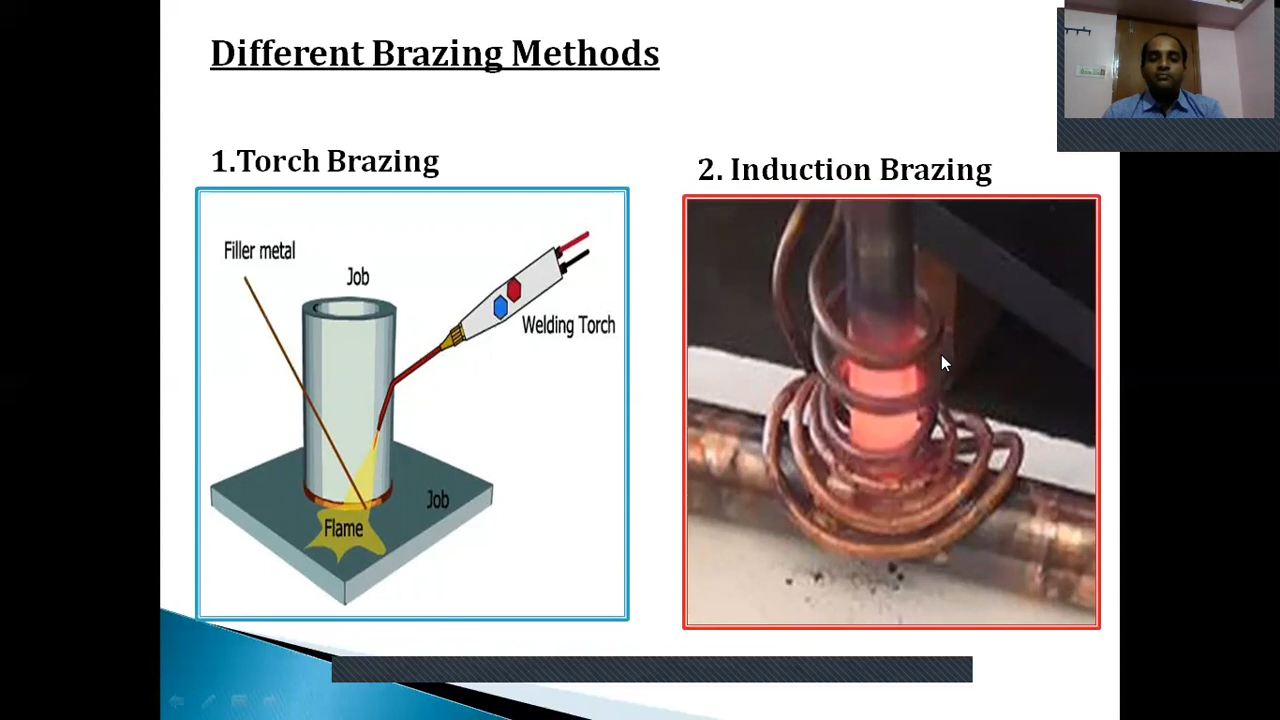 Different Brazing Methods
1.Torch Brazing
2. Induction Brazing
Filler metal
Job
Welding Torch
Job
Flame